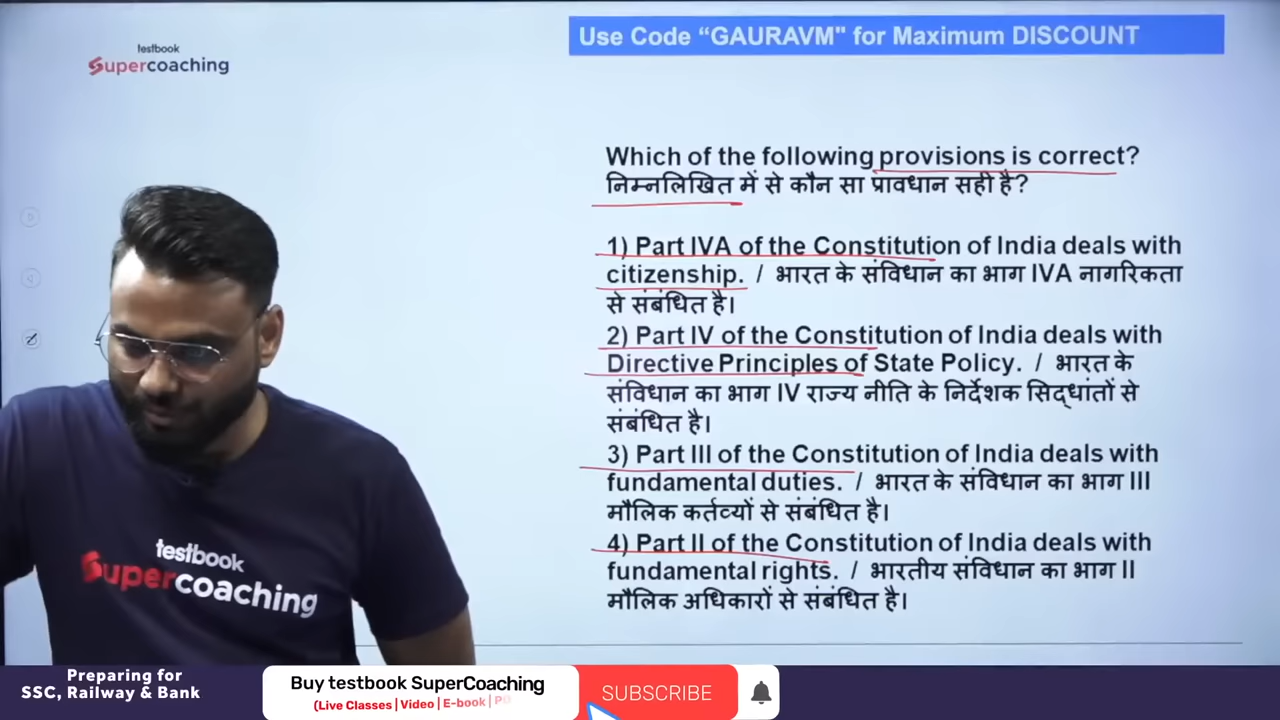 testbook
Supercoaching
Use Code “GAURAVM" for Maximum DISCOUNT
Which of the following provisions is correct?
निम्नलिखित में से कौन सा प्रावधान सही है?
1) Part IVA of the Constitution of India deals with
citizenship. / भारत के संविधान का भाग IVA नागरिकता
से संबंधित है।
2) Part IV of the Constitution of India deals with
Directive Principles of State Policy. / भारत के
संविधान का भाग IV राज्य नीति के निर्देशक सिद्धांतों से
संबंधित है।
3) Part III of the Constitution of India deals with
fundamental duties. / भारत के संविधान का भाग III
मौलिक कर्तव्यों से संबंधित है।
4) Part II of the Constitution of India deals with
fundamental rights. / भारतीय संविधान का भाग II
मौलिक अधिकारों से संबंधित है।
testbook
Supercoaching
Preparing for
SSC, Railway & Bank
Buy testbook SuperCoaching
(Live Classes | Video | E-book |
SUBSCRIBE